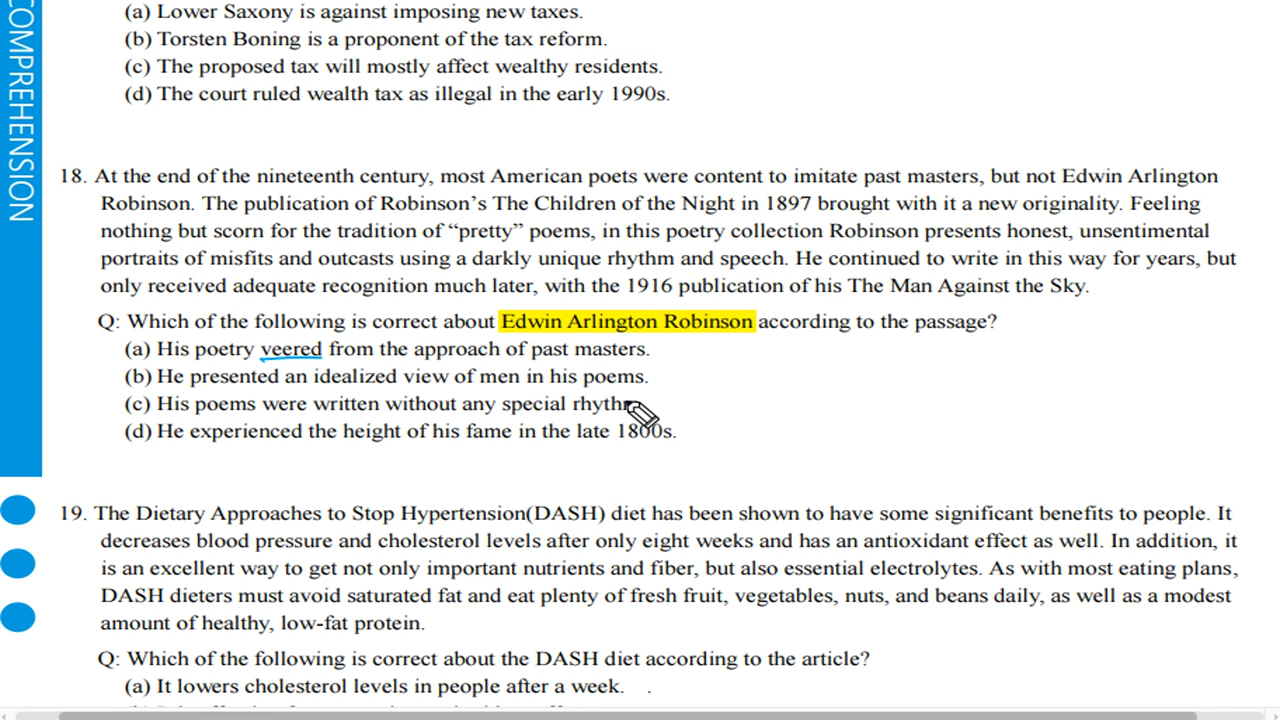 COMPREHENSION
(a) Lower Saxony is against imposing new taxes.
(b) Torsten Boning is a proponent of the tax reform.
(c) The proposed tax will mostly affect wealthy residents.
(d) The court ruled wealth tax as illegal in the early 1990s.
18. At the end of the nineteenth century, most American poets were content to imitate past masters, but not Edwin Arlington
Robinson. The publication of Robinson’s The Children of the Night in 1897 brought with it a new originality. Feeling
nothing but scorn for the tradition of “pretty” poems, in this poetry collection Robinson presents honest, unsentimental
portraits of misfits and outcasts using a darkly unique rhythm and speech. He continued to write in this way for years, but
only received adequate recognition much later, with the 1916 publication of his The Man Against the Sky.
Q: Which of the following is correct about Edwin Arlington Robinson according to the passage?
(a) His poetry veered from the approach of past masters.
(b) He presented an idealized view of men in his poems.
(c) His poems were written without any special rhythm
(d) He experienced the height of his fame in the late 1800s.
19. The Dietary Approaches to Stop Hypertension(DASH) diet has been shown to have some significant benefits to people. It
decreases blood pressure and cholesterol levels after only eight weeks and has an antioxidant effect as well. In addition, it
is an excellent way to get not only important nutrients and fiber, but also essential electrolytes. As with most eating plans,
DASH dieters must avoid saturated fat and eat plenty of fresh fruit, vegetables, nuts, and beans daily, as well as a modest
amount of healthy, low-fat protein.
Q: Which of the following is correct about the DASH diet according to the article?
(a) It lowers cholesterol levels in people after a week.